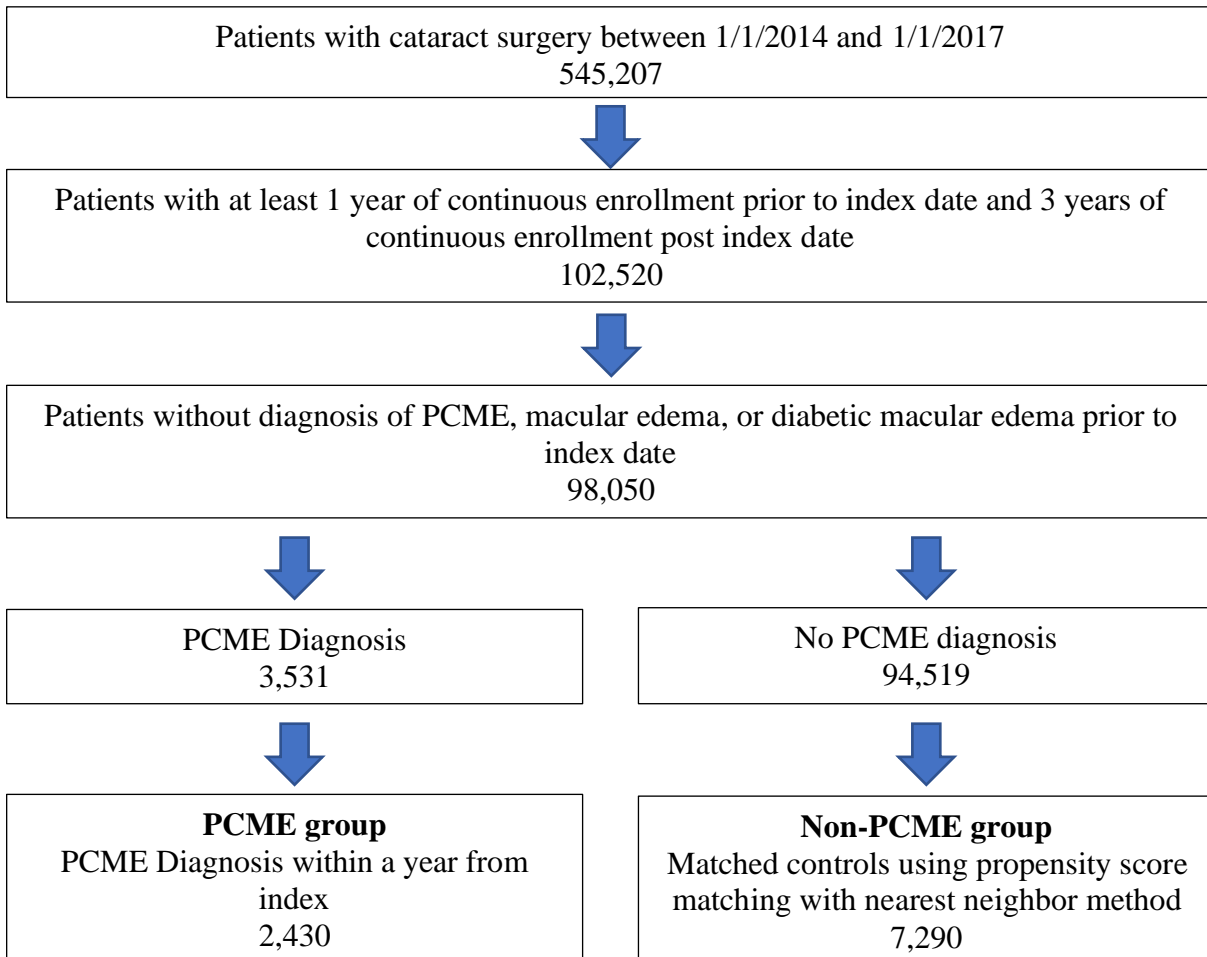 Patients with cataract surgery between 1/1/2014 and 1/1/2017
545,207
Patients with at least 1 year of continuous enrollment prior to index date and 3 years of
continuous enrollment post index date
102,520
Patients without diagnosis of PCME, macular edema, or diabetic macular edema prior to
index date
98,050
PCME Diagnosis
3,531
No PCME diagnosis
94,519
PCME group
PCME Diagnosis within a year from
index
2,430
Non-PCME group
Matched controls using propensity score
matching with nearest neighbor method
7,290